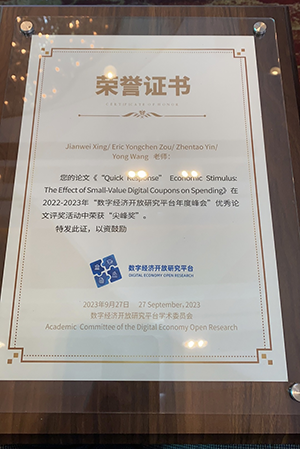 荣誉证书
CERTIFICATE OF HONOR
Jianwei Xing/ Eric Yongchen Zou/ Zhentao Yin/
Yong Wang 老师：
您的论文《“Quick Response” Economic Stimulus:
The Effect of Small-Value Digital Coupons on Spending》在
2022-2023年“数字经济开放研究平台年度峰会”优秀论
文评奖活动中荣获“尖峰奖”。
特发此证，以资鼓励
数字经济开放研究平台
DIGITAL ECONOMY OPEN RESEARCH
2023年9月27日 27 September, 2023
数字经济开放研究平台学术委员会
Academic Committee of the Digital Economy Open Research